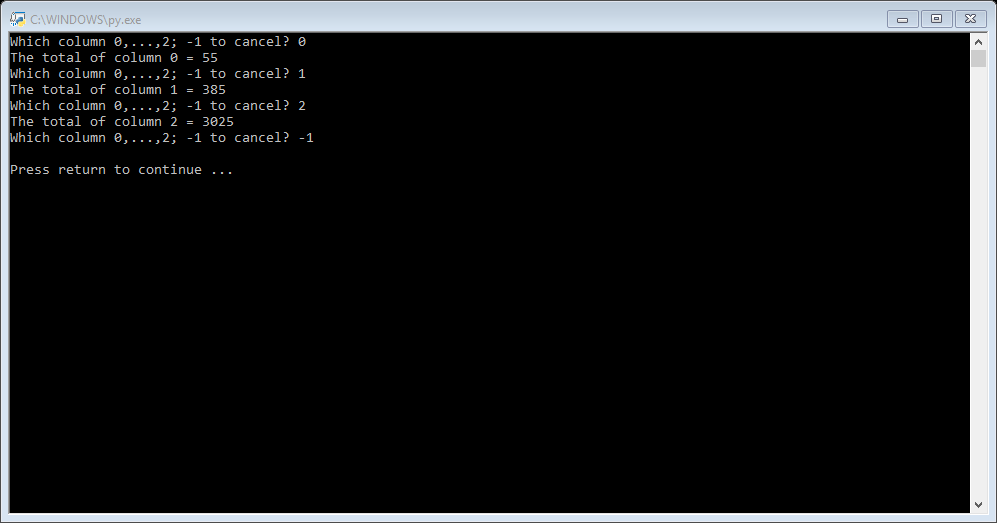 C:\WINDOWS\py.exe
Which column 0,...,2; -1 to cancel? 0
The total of column 0 = 55
Which column 0,...,2; -1 to cancel? 1
The total of column 1 = 385
Which column 0,...,2; -1 to cancel? 2
The total of column 2 = 3025
Which column 0,...,2; -1 to cancel? -1
Press return to continue ...